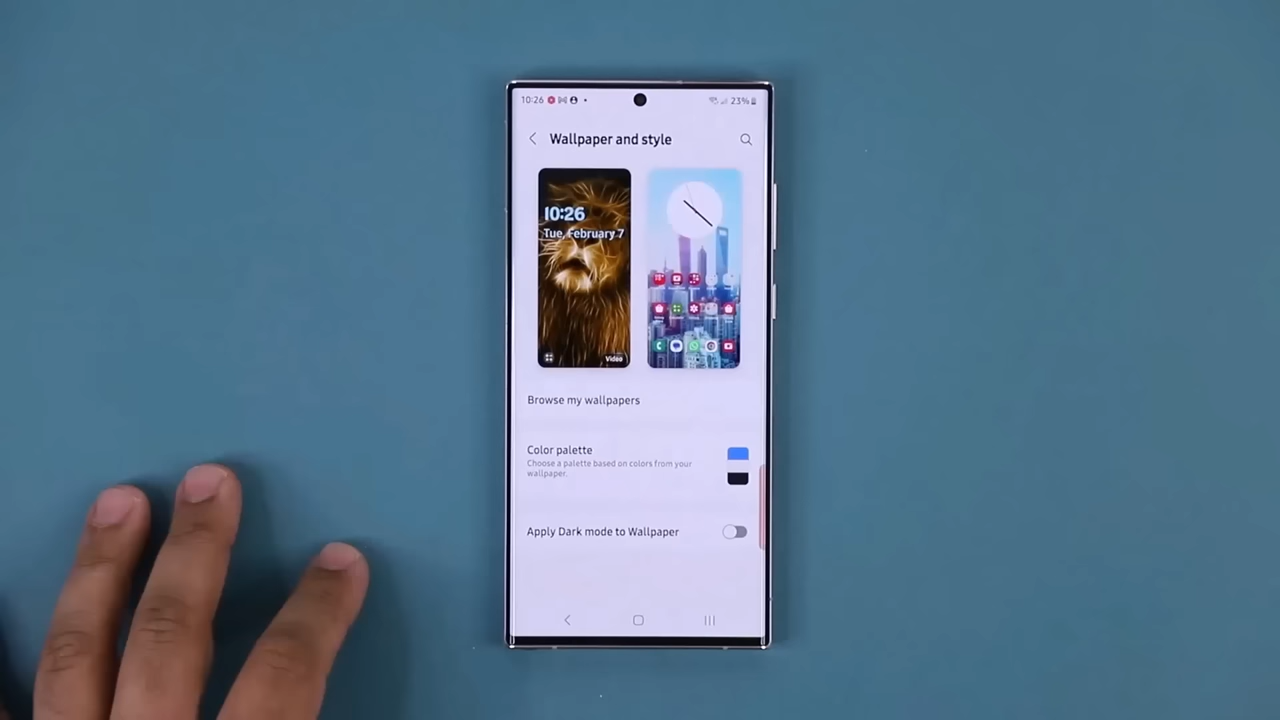 10:26
23%
Wallpaper and style
10:26
Tue, February 7
Video
Browse my wallpapers
Color palette
Choose a palette based on colors from your
wallpaper.
Apply Dark mode to Wallpaper